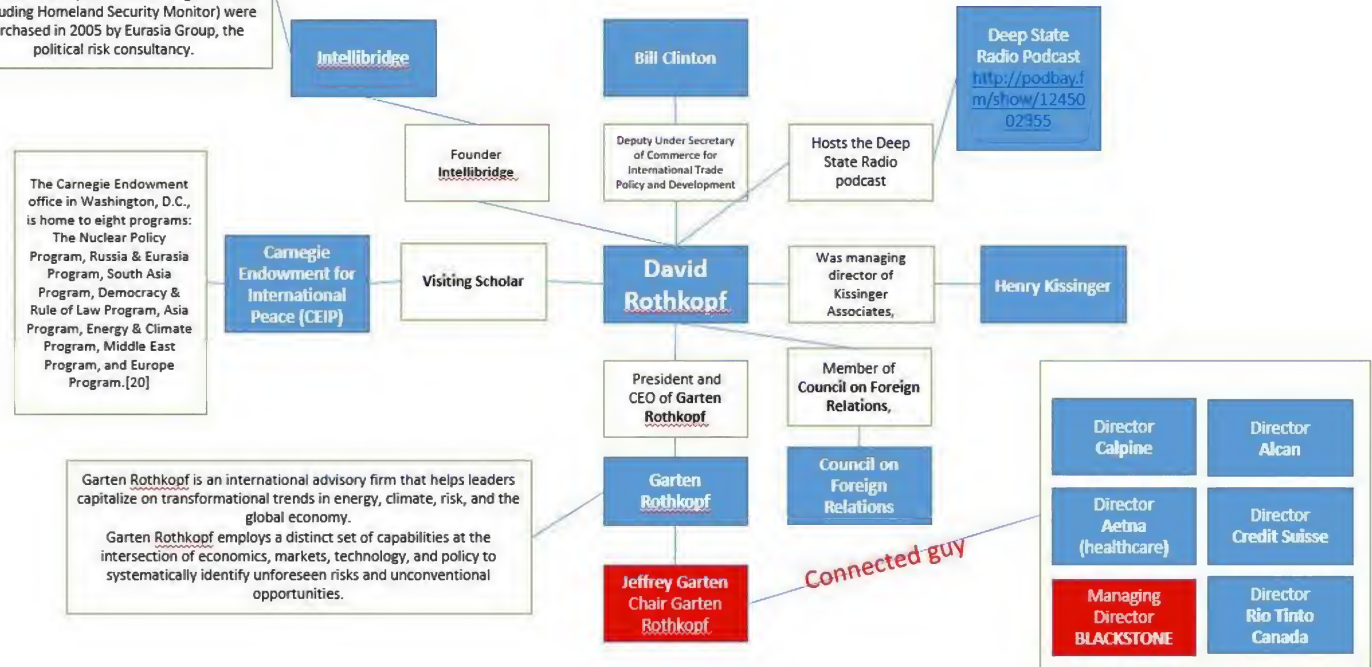 uding Homeland Security Monitor) were
rchased in 2005 by Eurasia Group, the
political risk consultancy.
Intellibridge
Bill Clinton
Deep State
Radio Podcast
http://podbay.f
m/show/12450
02955
Founder
Intellibridge
Deputy Under Secretary
of Commerce for
International Trade
Policy and Development
Hosts the Deep
State Radio
podcast
The Carnegie Endowment
office in Washington, D.C.,
is home to eight programs:
The Nuclear Policy
Program, Russia & Eurasia
Program, South Asia
Program, Democracy &
Rule of Law Program, Asia
Program, Energy & Climate
Program, Middle East
Program, and Europe
Program.[20]
Carnegie
Endowment for
International
Peace (CEIP)
Visiting Scholar
David
Rothkopf
Was managing
director of
Kissinger
Associates,
Henry Kissinger
President and
CEO of Garten
Rothkopf
Member of
Council on Foreign
Relations,
Garten Rothkopf is an international advisory firm that helps leaders
capitalize on transformational trends in energy, climate, risk, and the
global economy.
Garten Rothkopf employs a distinct set of capabilities at the
intersection of economics, markets, technology, and policy to
systematically identify unforeseen risks and unconventional
opportunities.
Garten
Rothkopf
Council on
Foreign
Relations
Jeffrey Garten
Chair Garten
Rothkopf
Connected guy
Director
Calpine
Director
Alcan
Director
Aetna
(healthcare)
Director
Credit Suisse
Managing
Director
BLACKSTONE
Director
Rio Tinto
Canada